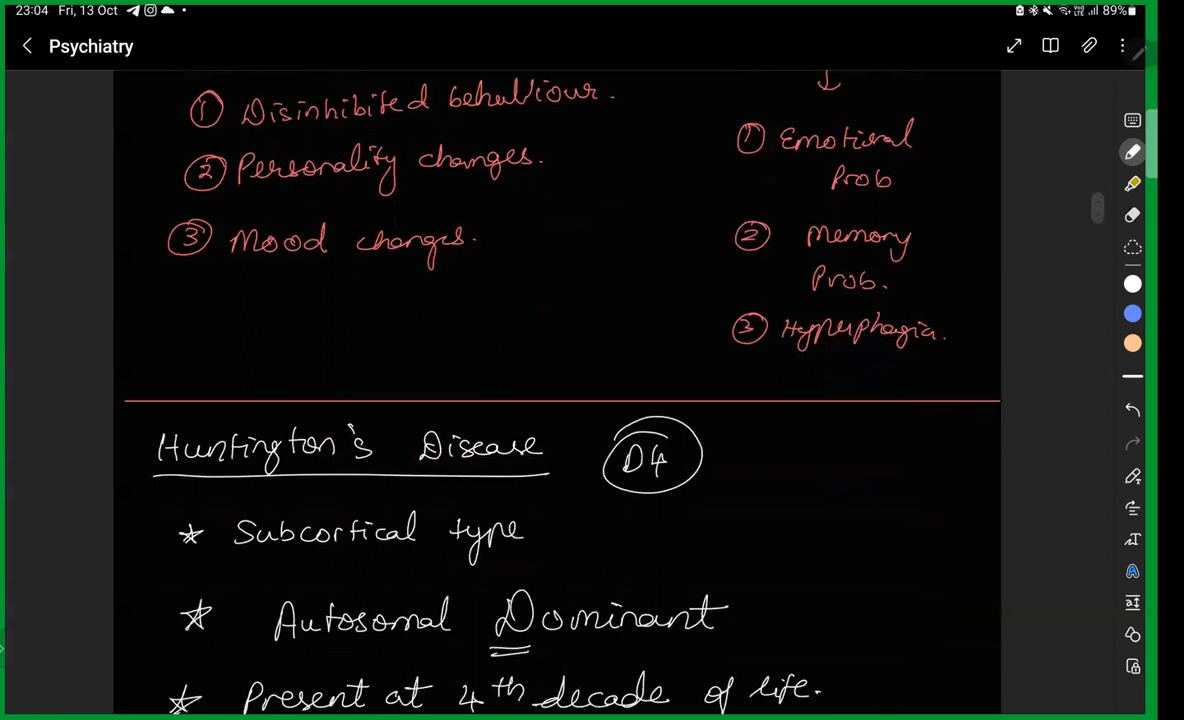 23:04 Fri, 13 Oct
89%
Psychiatry
① Disinhibited behaviour.
② Personality changes.
③ Mood changes.
↓
① Emotional
Prob
② Memory
Prob.
③ Hyperphagia.
Huntington's Disease D4
* Subcortical type
* Autosomal Dominant
* Present at 4th decade of life.